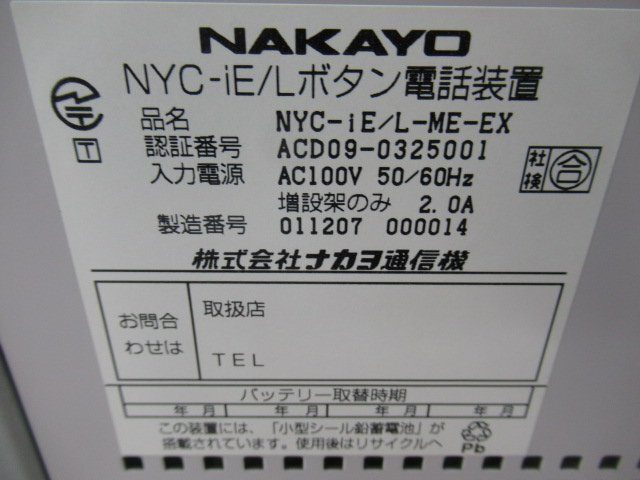 NAKAYO
NYC-iE/Lボタン電話装置
品名 NYC-iE/L-ME-EX
認証番号 ACD09-0325001
T
入力電源 AC100V 50/60Hz
社検 合
増設架のみ 2.0A
製造番号 011207 000014
株式会社ナカヨ通信機
お問合わせは
取扱店
TEL
バッテリー取替時期
年 月 年 月 年 月 年 月
この装置には、「小型シール鉛蓄電池」が
搭載されています。使用後はリサイクルへ
Pb